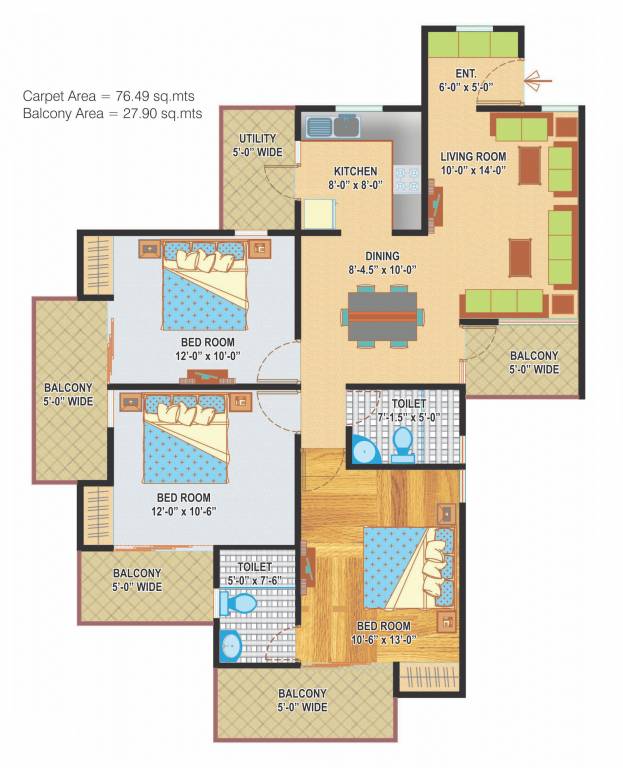 Carpet Area = 76.49 sq.mts
Balcony Area = 27.90 sq.mts
ENT.
6'-0" x 5'-0"
UTILITY
5'-0" WIDE
KITCHEN
8'-0" x 8'-0"
LIVING ROOM
10'-0" x 14'-0"
DINING
8'-4.5" x 10'-0"
BED ROOM
12'-0" x 10'-0"
BALCONY
5'-0" WIDE
BALCONY
5'-0" WIDE
TOILET
7'-1.5" x 5'-0"
BED ROOM
12'-0" x 10'-6"
BALCONY
5'-0" WIDE
TOILET
5'-0" x 7'-6"
BED ROOM
10'-6" x 13'-0"
BALCONY
5'-0" WIDE